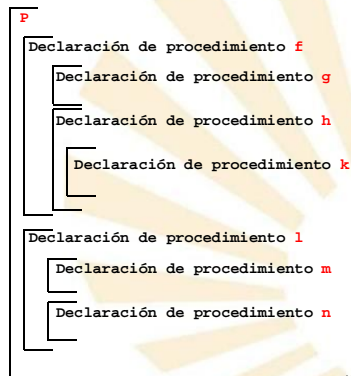 P
Declaración de procedimiento f
Declaración de procedimiento g
Declaración de procedimiento h
Declaración de procedimiento k
Declaración de procedimiento l
Declaración de procedimiento m
Declaración de procedimiento n